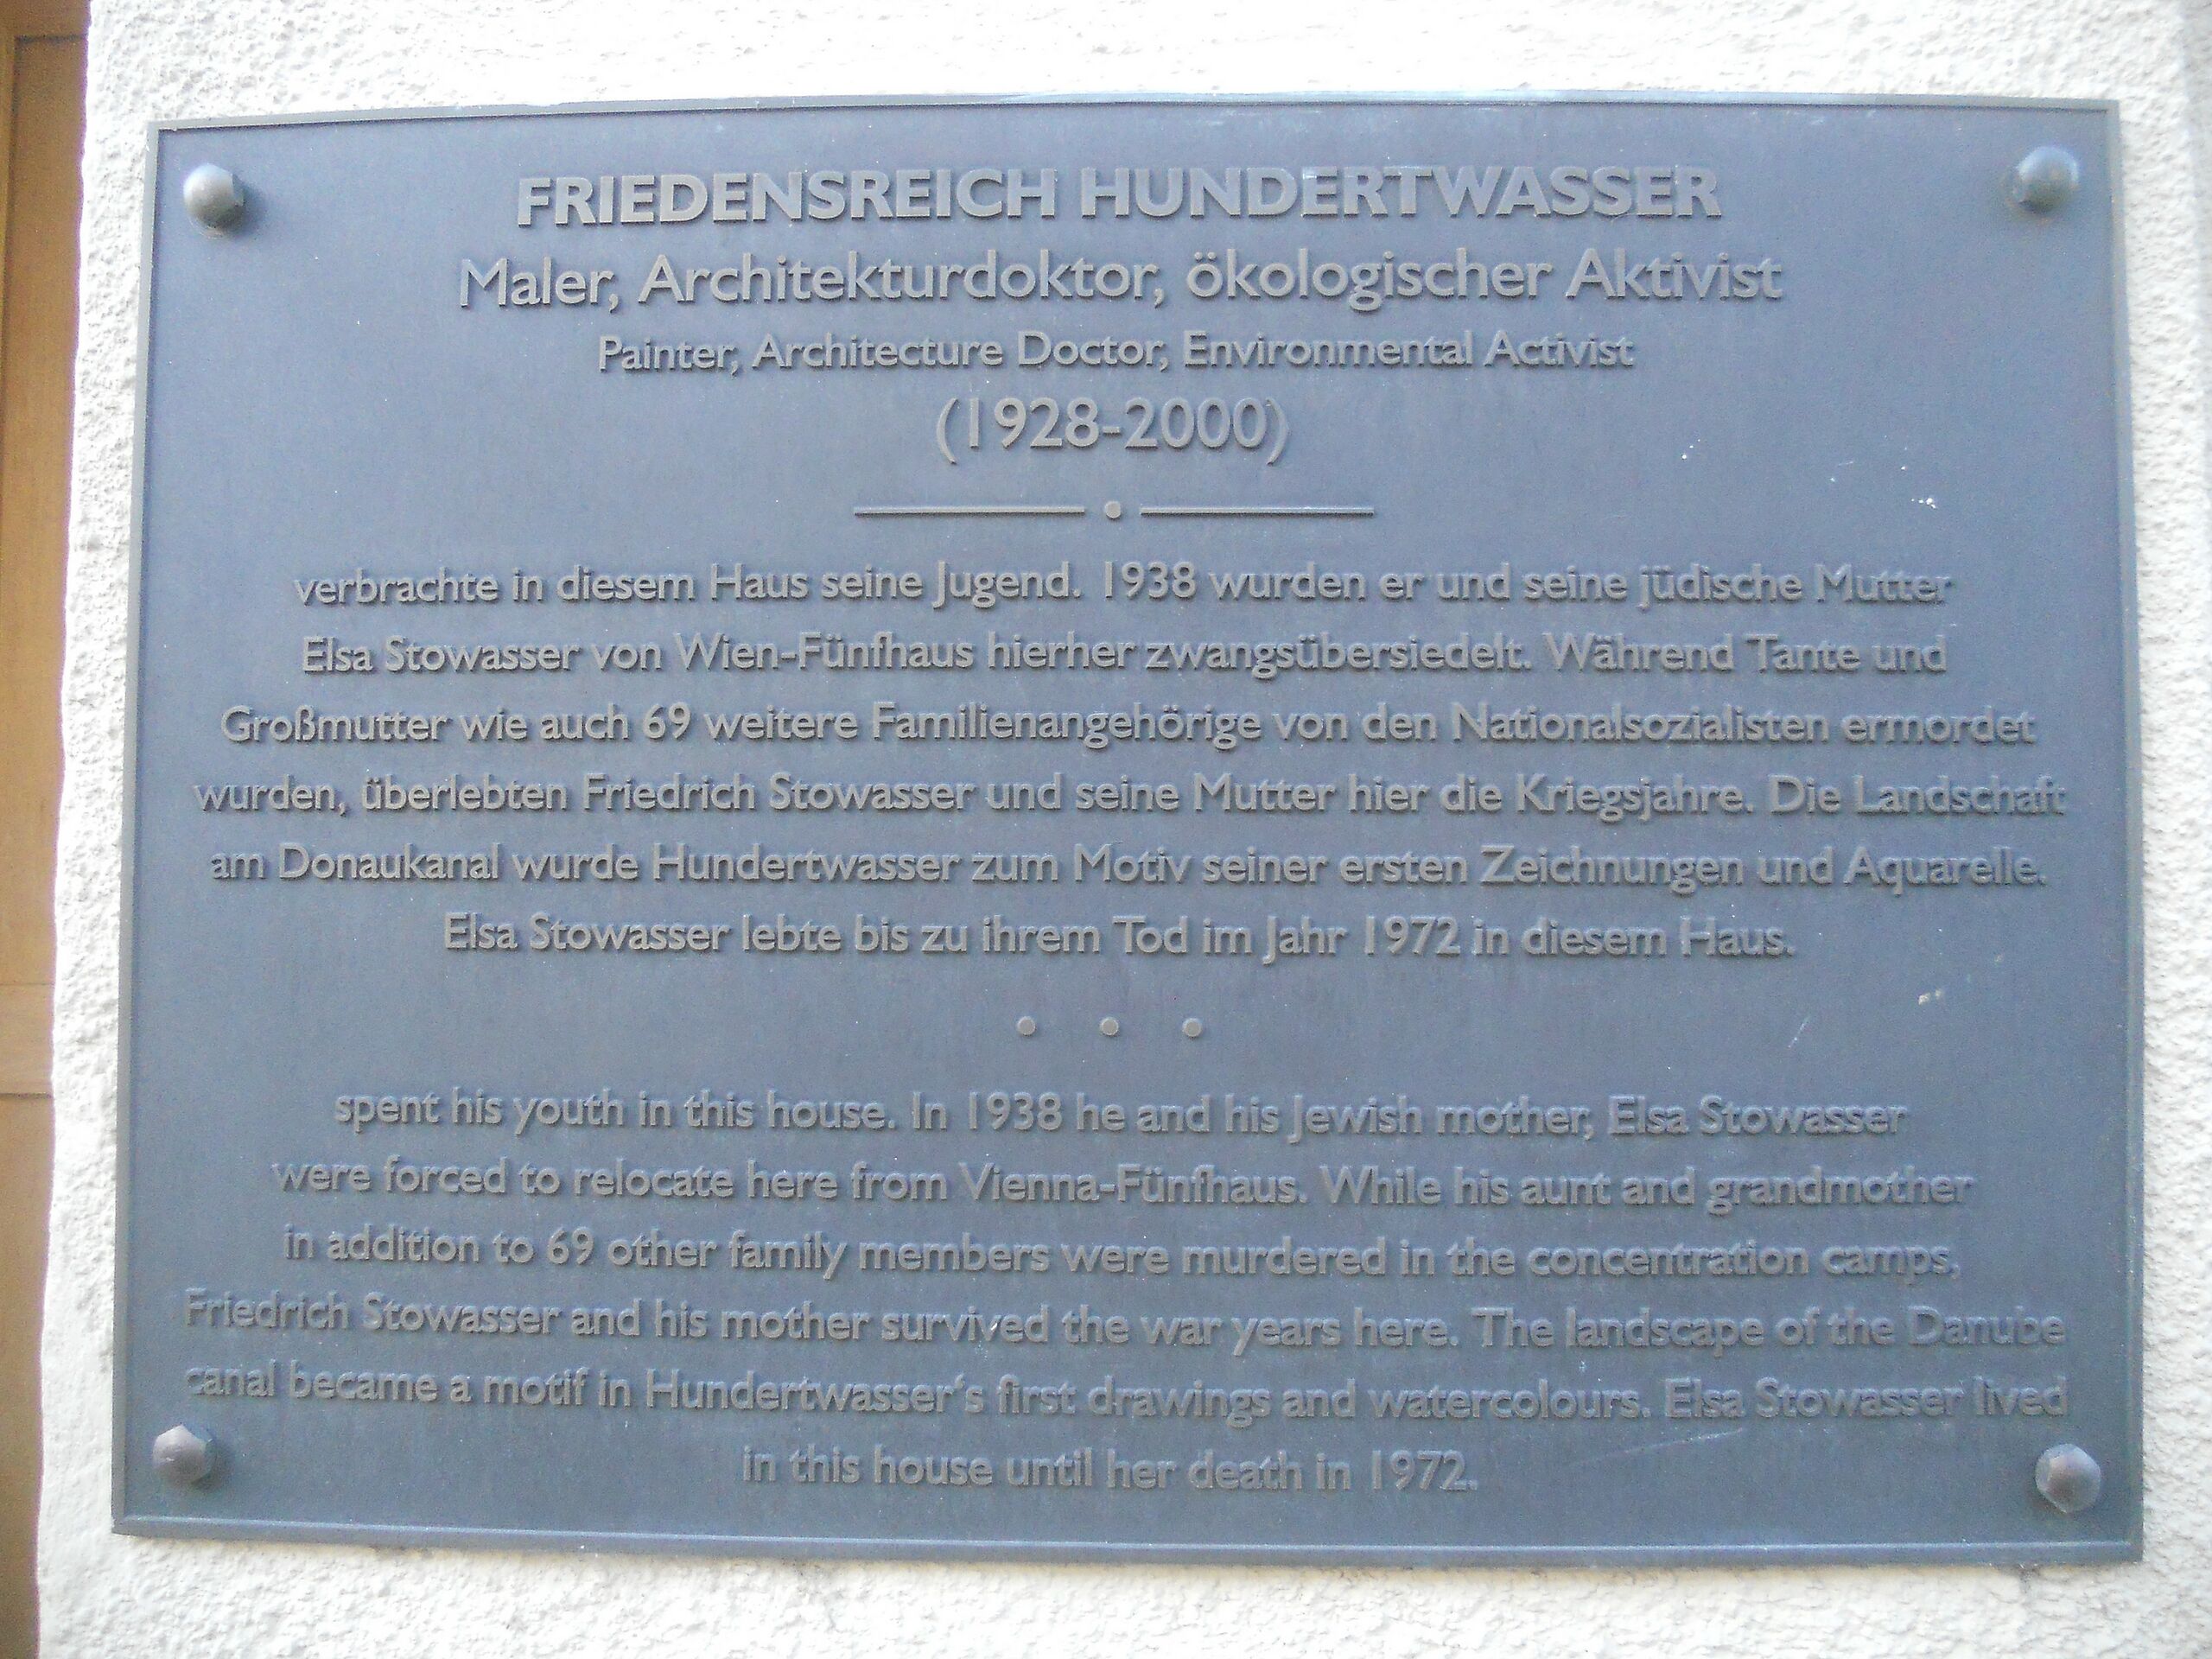 FRIEDENSREICH HUNDERTWASSER
Maler, Architekturdoktor, ökologischer Aktivist
Painter, Architecture Doctor, Environmental Activist
(1928-2000)
verbrachte in diesem Haus seine Jugend. 1938 wurden er und seine jüdische Mutter
Elsa Stowasser von Wien-Fünfhaus hierher zwangsübersiedelt. Während Tante und
Großmutter wie auch 69 weitere Familienangehörige von den Nationalsozialisten ermordet
wurden, überlebten Friedrich Stowasser und seine Mutter hier die Kriegsjahre. Die Landschaft
am Donaukanal wurde Hundertwasser zum Motiv seiner ersten Zeichnungen und Aquarelle.
Elsa Stowasser lebte bis zu ihrem Tod im Jahr 1972 in diesem Haus.
• • •
spent his youth in this house. In 1938 he and his Jewish mother, Elsa Stowasser
were forced to relocate here from Vienna-Fünfhaus. While his aunt and grandmother
in addition to 69 other family members were murdered in the concentration camps,
Friedrich Stowasser and his mother survived the war years here. The landscape of the Danube
canal became a motif in Hundertwasser‘s first drawings and watercolours. Elsa Stowasser lived
in this house until her death in 1972.